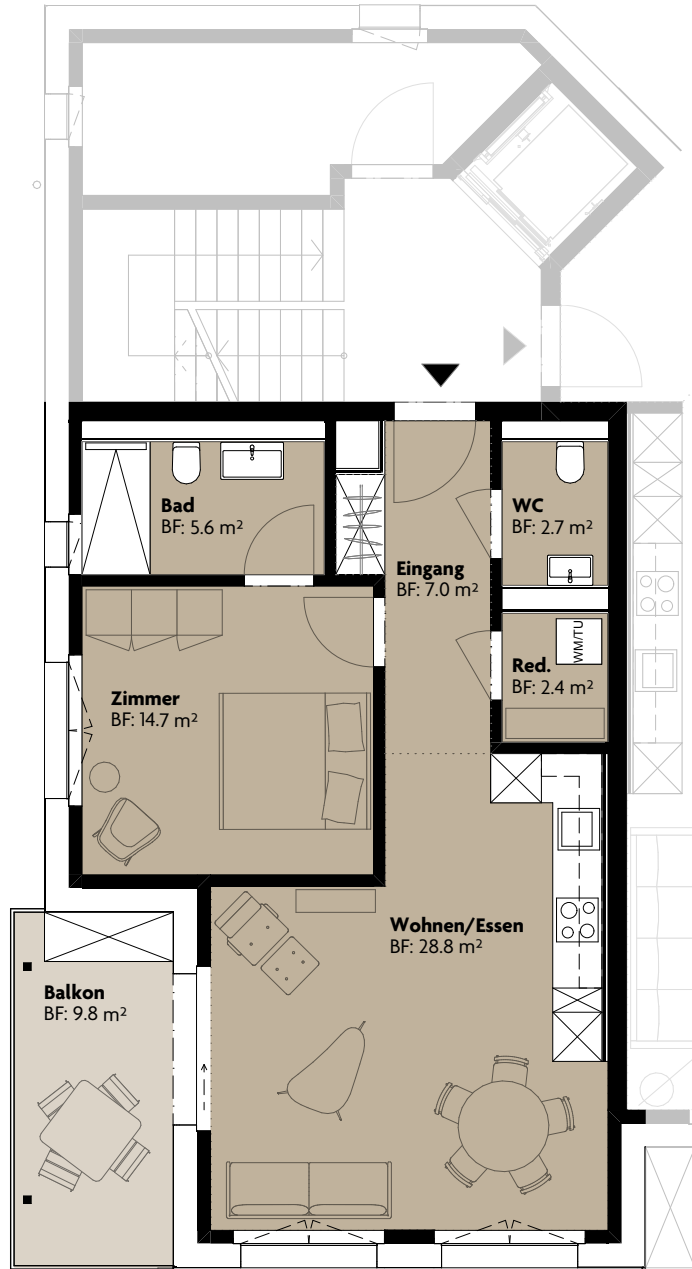 Bad
BF: 5.6 m²
WC
BF: 2.7 m²
Eingang
BF: 7.0 m²
WM/TU
Red.
BF: 2.4 m²
Zimmer
BF: 14.7 m²
Wohnen/Essen
BF: 28.8 m²
Balkon
BF: 9.8 m²